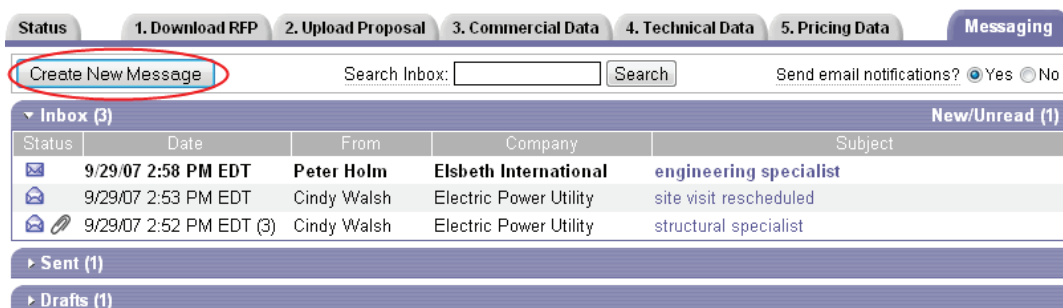 Status 1. Download RFP 2. Upload Proposal 3. Commercial Data 4. Technical Data 5. Pricing Data Messaging
Create New Message Search Inbox: Search Send email notifications? Yes No
Inbox (3) New/Unread (1)
Status Date From Company Subject
9/29/07 2:58 PM EDT Peter Holm Elsbeth International engineering specialist
9/29/07 2:53 PM EDT Cindy Walsh Electric Power Utility site visit rescheduled
9/29/07 2:52 PM EDT (3) Cindy Walsh Electric Power Utility structural specialist
Sent (1)
Drafts (1)